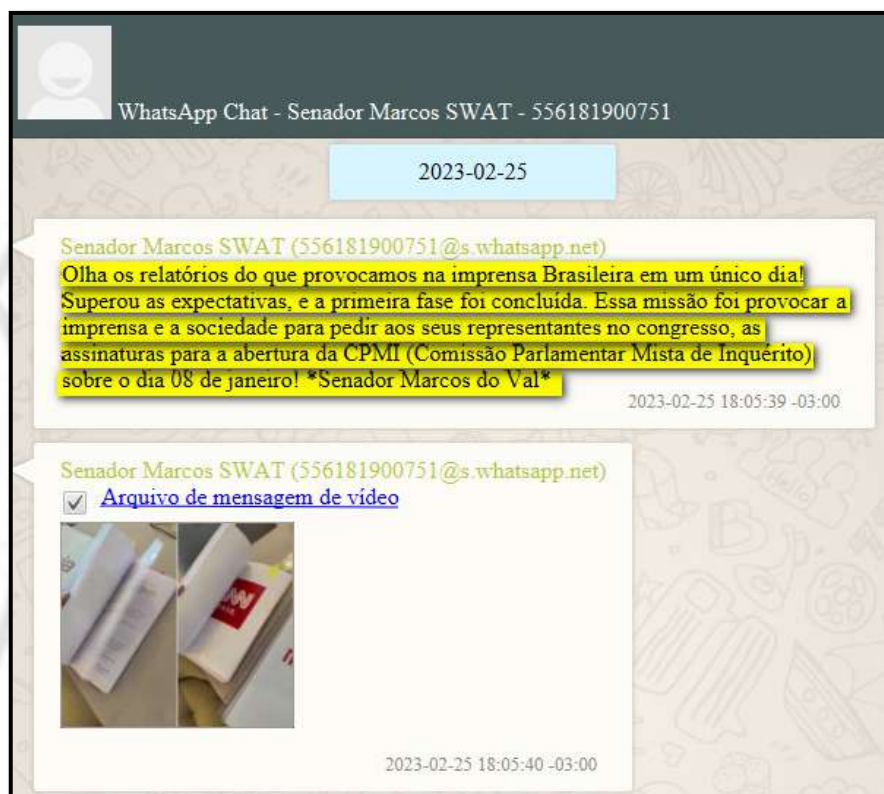 WhatsApp Chat - Senador Marcos SWAT - 556181900751
2023-02-25
Senador Marcos SWAT (556181900751@s.whatsapp.net)
Olha os relatórios do que provocamos na imprensa Brasileira em um único dia!
Superou as expectativas, e a primeira fase foi concluída. Essa missão foi provocar a
imprensa e a sociedade para pedir aos seus representantes no congresso, as
assinaturas para a abertura da CPMI (Comissão Parlamentar Mista de Inquérito)
sobre o dia 08 de janeiro! *Senador Marcos do Val*
2023-02-25 18:05:39 -03:00
Senador Marcos SWAT (556181900751@s.whatsapp.net)
Arquivo de mensagem de vídeo
2023-02-25 18:05:40 -03:00